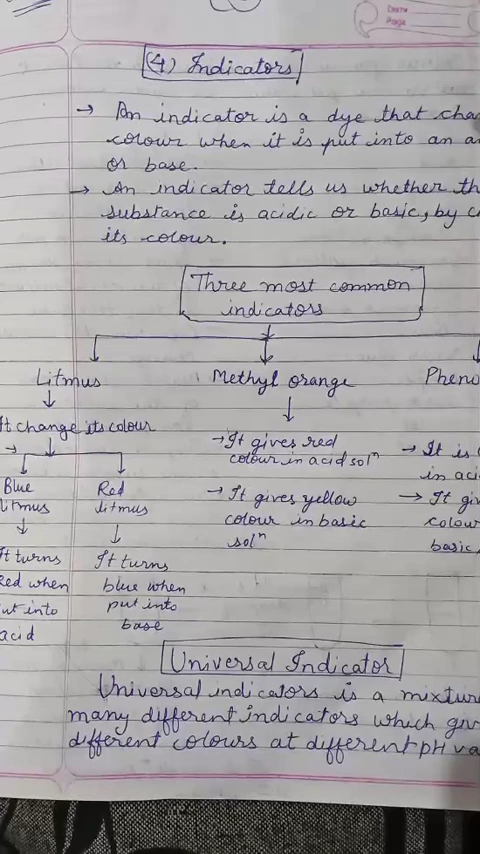 Date
Page
(4) Indicators
→ An indicator is a dye that cha
colour when it is put into an a
or base.
→ An indicator tells us whether th
substance is acidic or basic, by c
its colour.
Three most common
indicators
Litmus
It change its colour
Blue
litmus
It turns
Red when
put into
acid
Red
litmus
It turns
blue when
put into
base
Methyl orange
→ It gives red
colour in acid solⁿ
→ It gives yellow
colour in basic
solⁿ
Pheno
→ It is
in aci
→ It gi
colou
basic
Universal Indicator
Universal indicators is a mixture
many different indicators which giv
different colours at different pH va